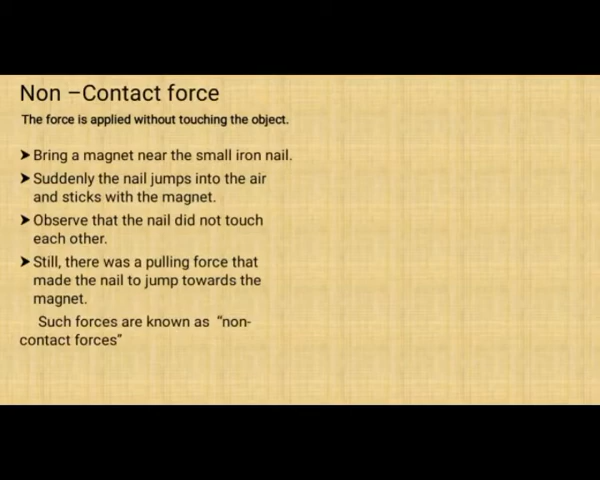 Non –Contact force
The force is applied without touching the object.
➤ Bring a magnet near the small iron nail.
➤ Suddenly the nail jumps into the air
and sticks with the magnet.
➤ Observe that the nail did not touch
each other.
➤ Still, there was a pulling force that
made the nail to jump towards the
magnet.
Such forces are known as “non-
contact forces”